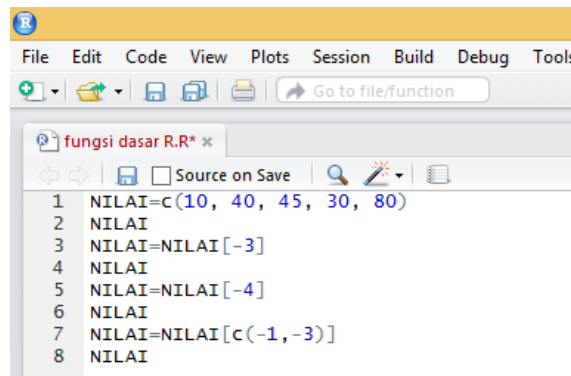 R
File Edit Code View Plots Session Build Debug Tools
Go to file/function
fungsi dasar R.R*
Source on Save
1 NILAI=c(10, 40, 45, 30, 80)
2 NILAI
3 NILAI=NILAI[-3]
4 NILAI
5 NILAI=NILAI[-4]
6 NILAI
7 NILAI=NILAI[c(-1,-3)]
8 NILAI